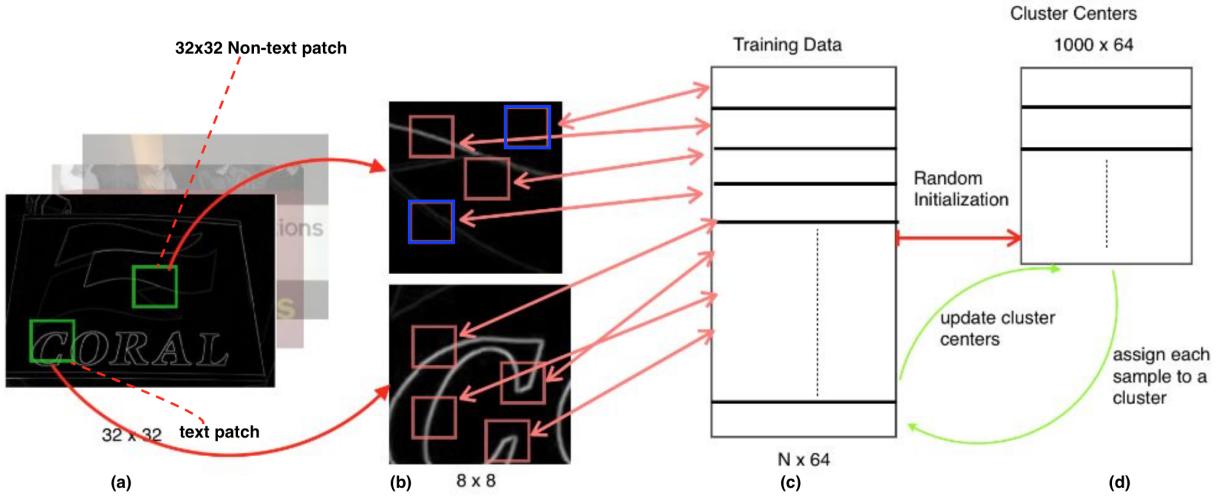 Cluster Centers
1000 x 64
Training Data
32x32 Non-text patch
ions
S
CORAL
Random
Initialization
update cluster
centers
assign each
sample to a
cluster
32 x 32
text patch
N x 64
8 x 8
(a)
(b)
(c)
(d)